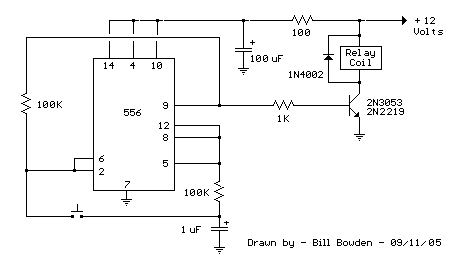 + 12
Volts
100
+
100 uF
Relay
Coil
1N4002
14
4
10
100K
556
9
2N3053
2N2219
1K
12
8
6
2
5
7
100K
1 uF
+
Drawn by - Bill Bowden - 09/11/05